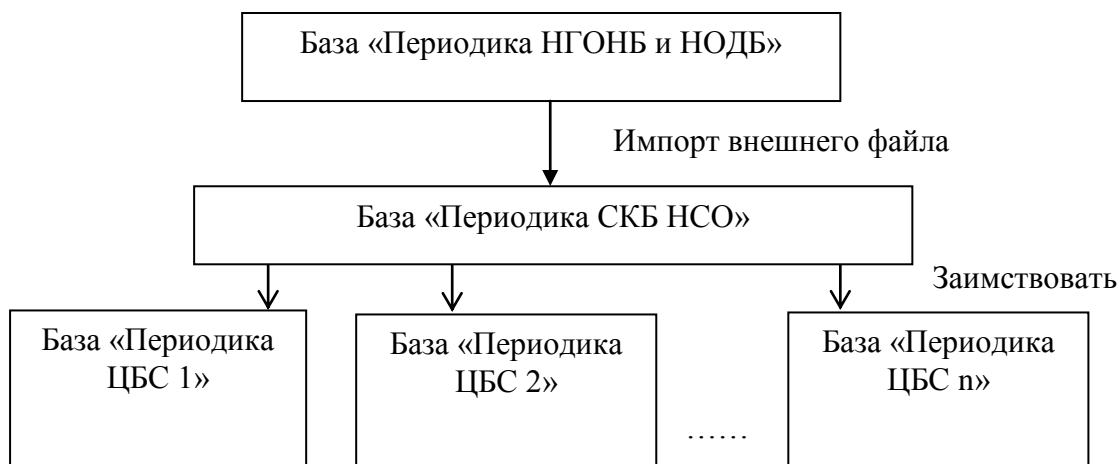 База «Периодика НГОНБ и НОДБ»
Импорт внешнего файла
База «Периодика СКБ НСО»
Заимствовать
База «Периодика
ЦБС 1»
База «Периодика
ЦБС 2»
……
База «Периодика
ЦБС n»